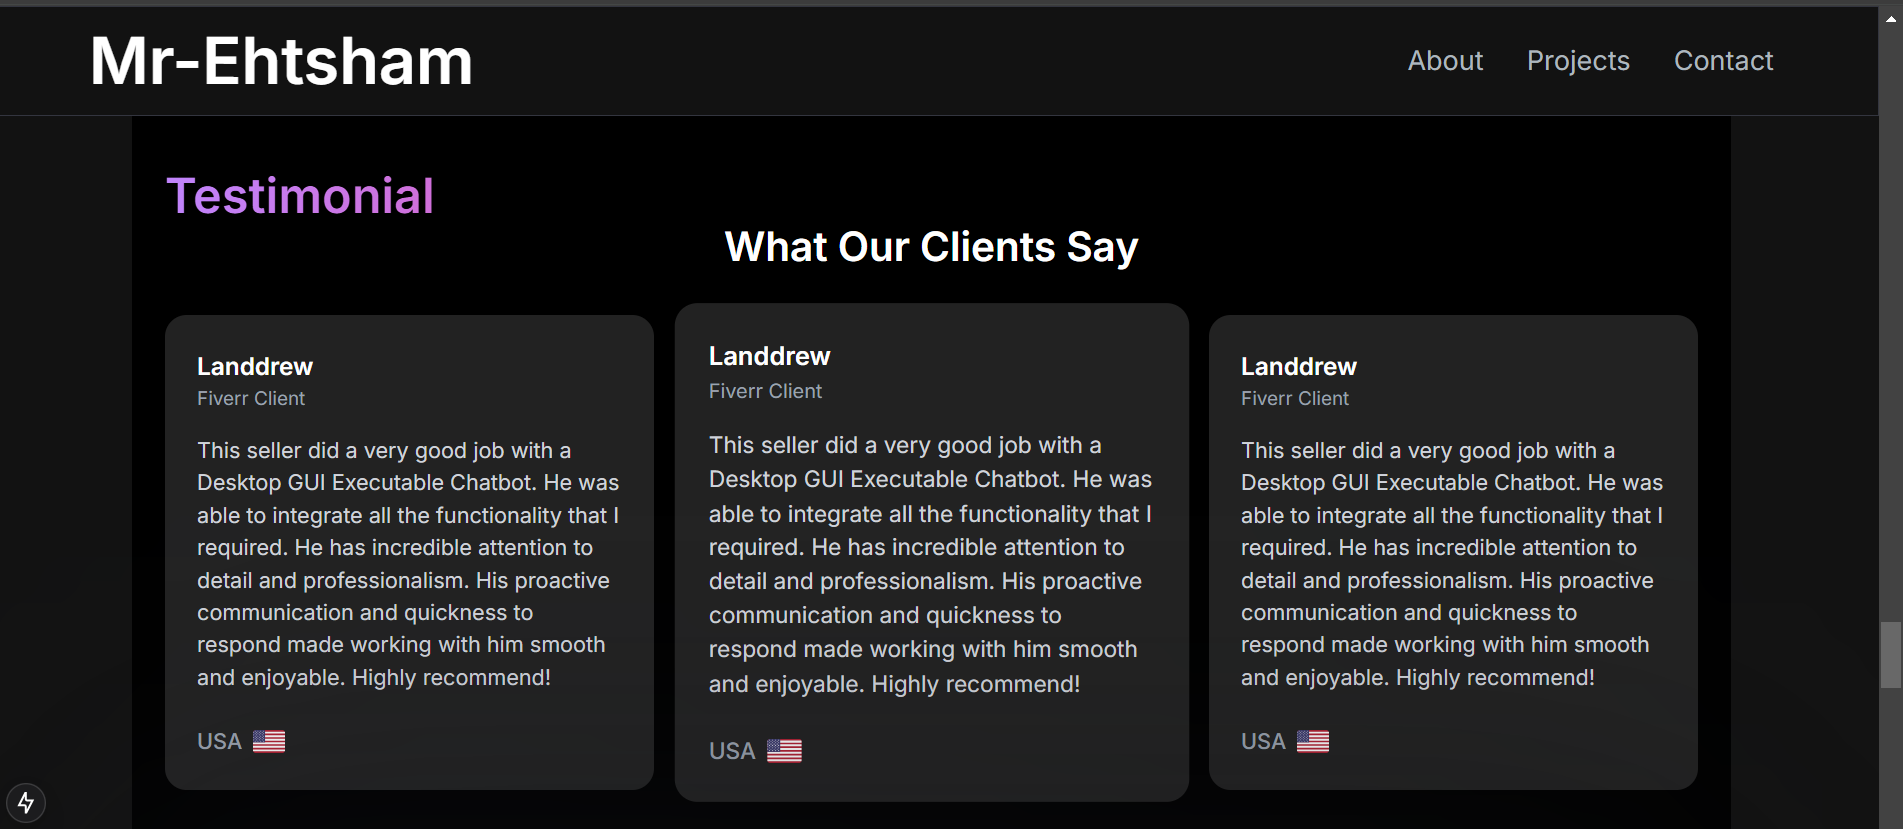 Mr-Ehtsham
About Projects Contact
Testimonial
What Our Clients Say
Landdrew
Fiverr Client
This seller did a very good job with a
Desktop GUI Executable Chatbot. He was
able to integrate all the functionality that I
required. He has incredible attention to
detail and professionalism. His proactive
communication and quickness to
respond made working with him smooth
and enjoyable. Highly recommend!
USA
Landdrew
Fiverr Client
This seller did a very good job with a
Desktop GUI Executable Chatbot. He was
able to integrate all the functionality that I
required. He has incredible attention to
detail and professionalism. His proactive
communication and quickness to
respond made working with him smooth
and enjoyable. Highly recommend!
USA
Landdrew
Fiverr Client
This seller did a very good job with a
Desktop GUI Executable Chatbot. He was
able to integrate all the functionality that I
required. He has incredible attention to
detail and professionalism. His proactive
communication and quickness to
respond made working with him smooth
and enjoyable. Highly recommend!
USA